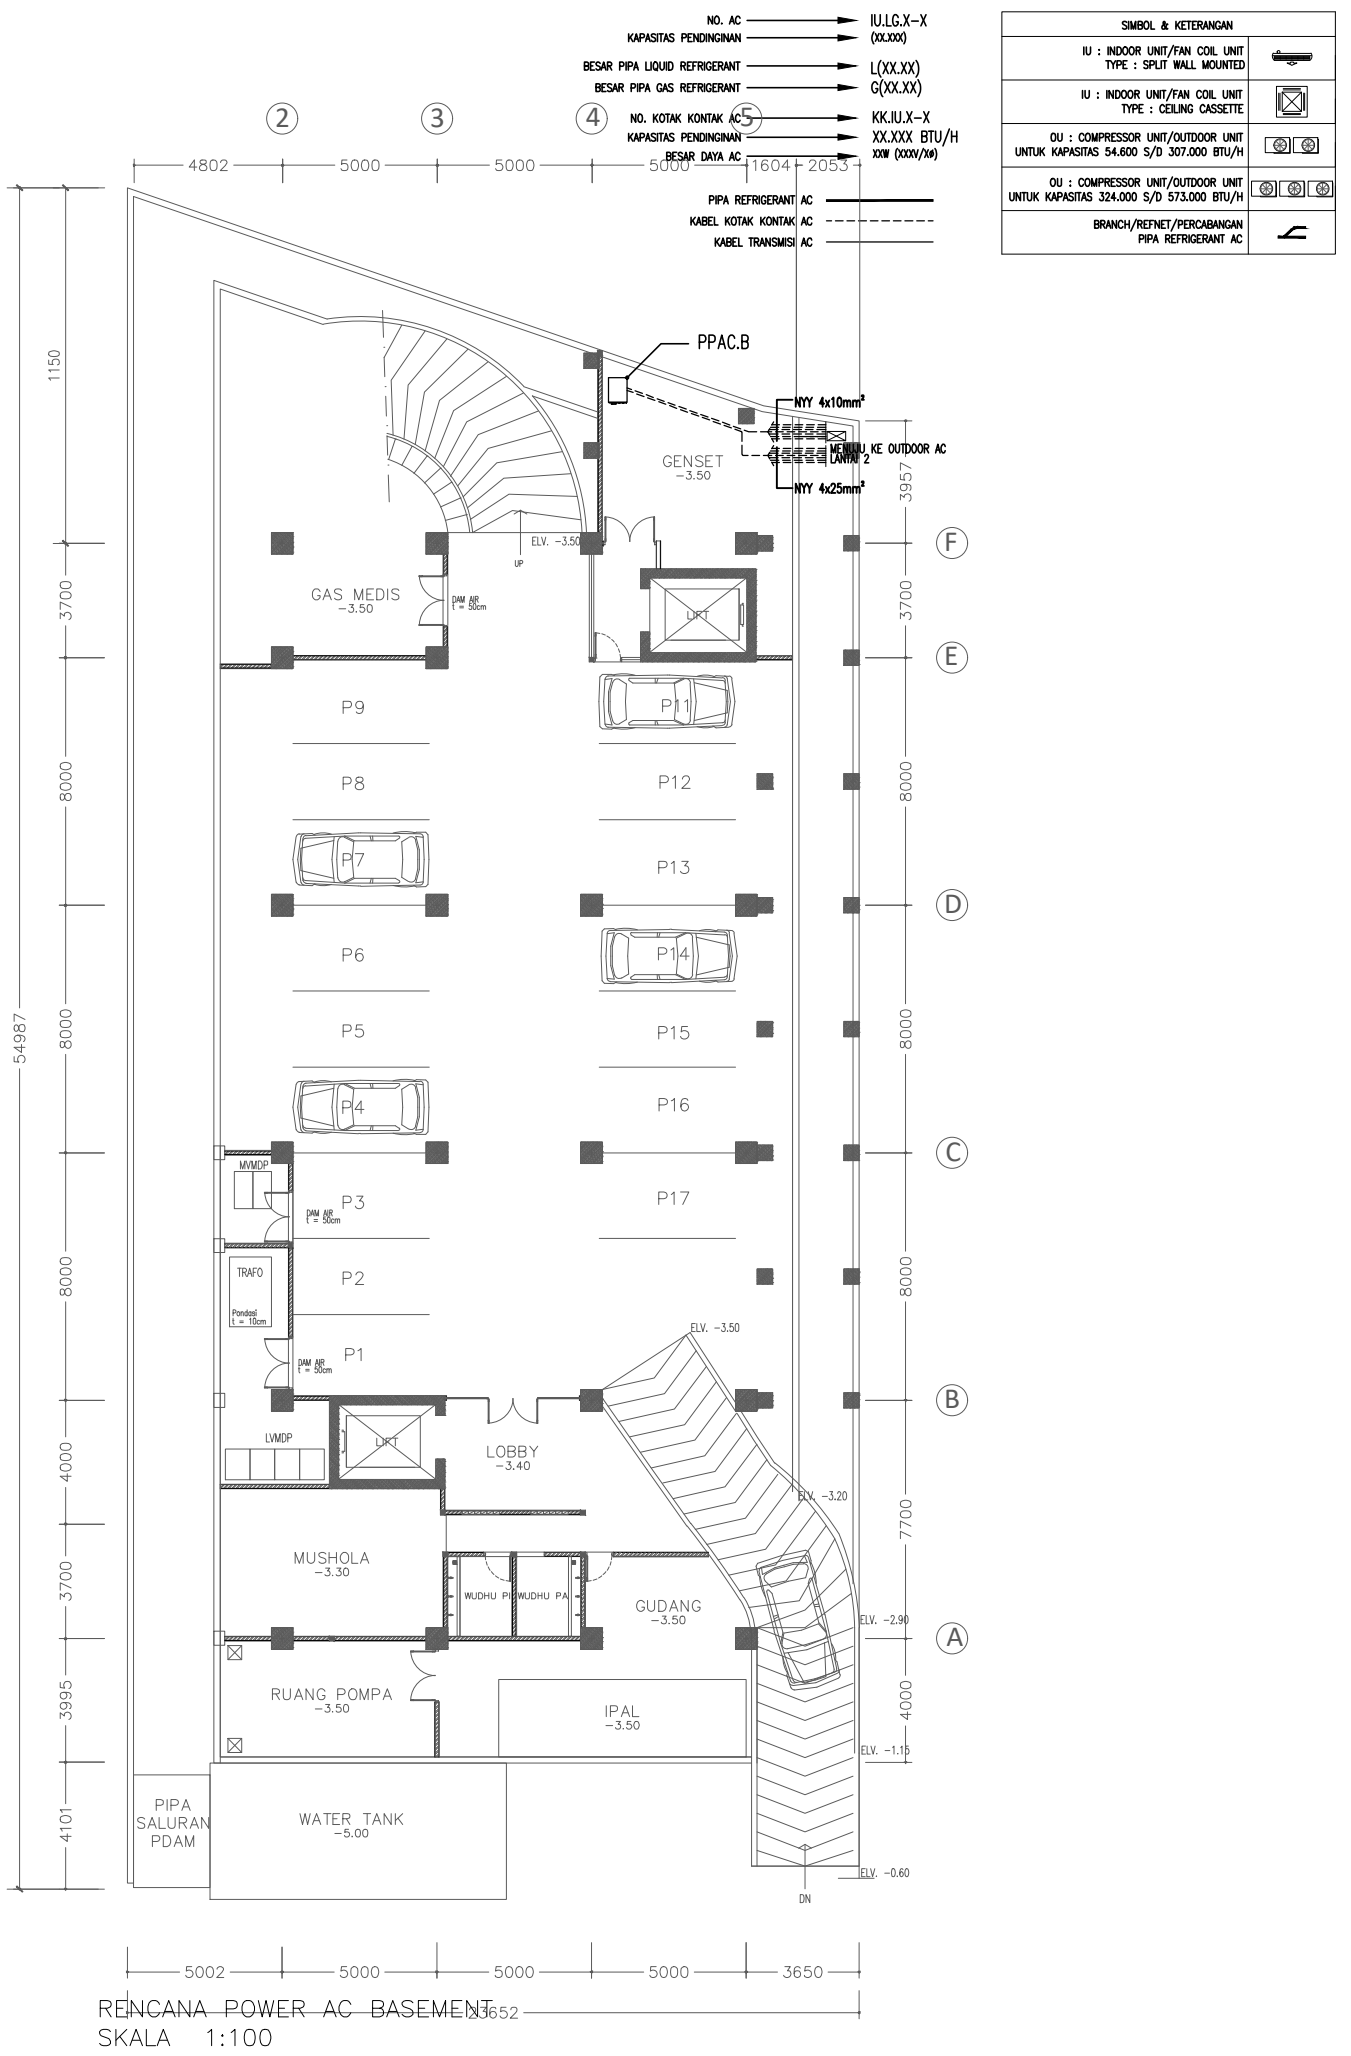 NO. AC
IU.LG.X-X
KAPASITAS PENDINGINAN
(XX.XXX)
BESAR PIPA LIQUID REFRIGERANT
L(XX.XX)
BESAR PIPA GAS REFRIGERANT
G(XX.XX)
NO. KOTAK KONTAK AC
KK.IU.X-X
KAPASITAS PENDINGINAN
XX.XXX BTU/H
BESAR DAYA AC
XXW (XXXV/XØ)
PIPA REFRIGERANT AC
KABEL KOTAK KONTAK AC
KABEL TRANSMISI AC
SIMBOL & KETERANGAN
IU : INDOOR UNIT/FAN COIL UNIT
TYPE : SPLIT WALL MOUNTED
IU : INDOOR UNIT/FAN COIL UNIT
TYPE : CEILING CASSETTE
OU : COMPRESSOR UNIT/OUTDOOR UNIT
UNTUK KAPASITAS 54.600 S/D 307.000 BTU/H
OU : COMPRESSOR UNIT/OUTDOOR UNIT
UNTUK KAPASITAS 324.000 S/D 573.000 BTU/H
BRANCH/REFNET/PERCABANGAN
PIPA REFRIGERANT AC
2 3 4 5
4802 5000 5000 5000 1604 2053
1150
3700
8000
8000
8000
4000
3700
3995
4101
54987
PPAC.B
NYY 4x10mm²
MENUJU KE OUTDOOR AC
LANTAI 2
NYY 4x25mm²
GENSET
-3.50
3957
F
3700
E
8000
D
8000
C
8000
B
7700
A
4000
ELV. -3.50
UP
GAS MEDIS
-3.50
DAM AIR
t = 50cm
LIFT
P9
P11
P8
P12
P7
P13
P6
P14
P5
P15
P4
P16
MVMDP
P3
P17
DAM AIR
t = 50cm
TRAFO
P2
Pondasi
t = 10cm
P1
DAM AIR
t = 50cm
ELV. -3.50
LVMDP
LIFT
LOBBY
-3.40
ELV. -3.20
MUSHOLA
-3.30
WUDHU PI
WUDHU PA
GUDANG
-3.50
ELV. -2.90
RUANG POMPA
-3.50
IPAL
-3.50
ELV. -1.15
PIPA
SALURAN
PDAM
WATER TANK
-5.00
ELV. -0.60
DN
5002 5000 5000 5000 3650
23652
RENCANA POWER AC BASEMENT
SKALA 1:100